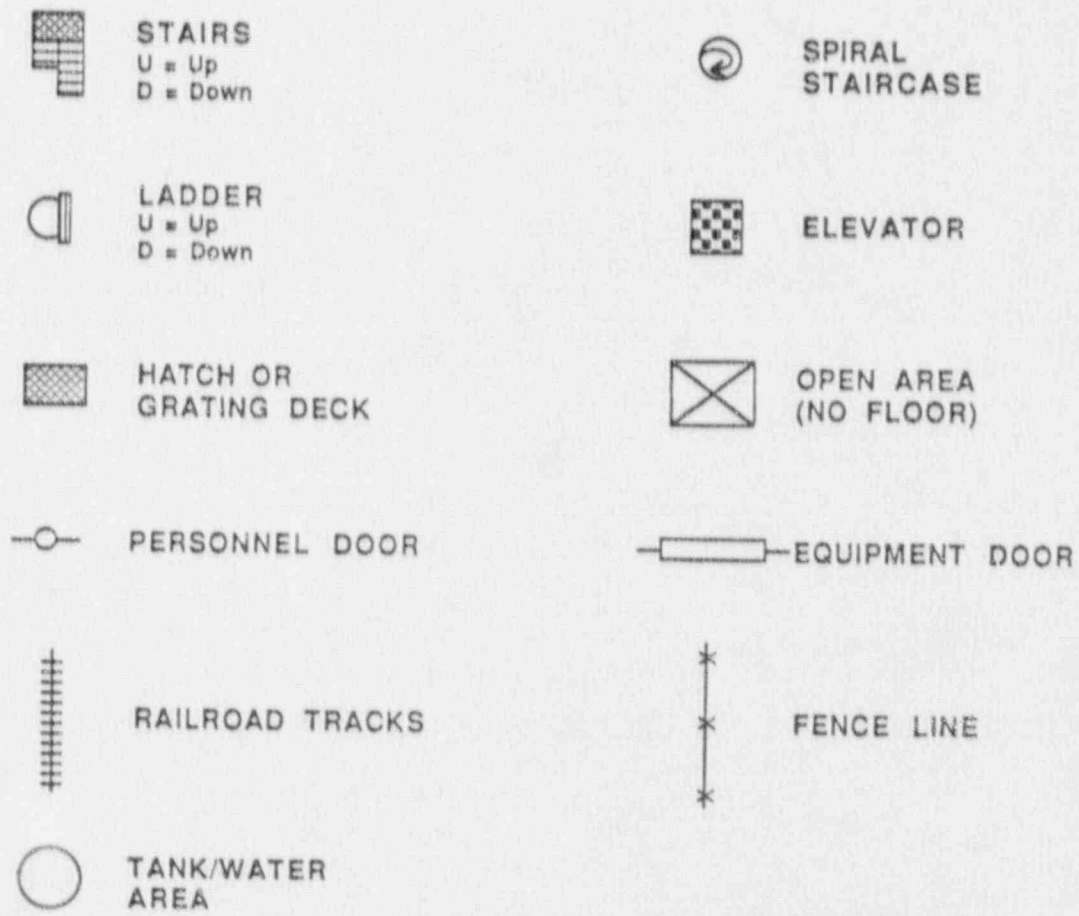 STAIRS
U = Up
D = Down
SPIRAL
STAIRCASE
LADDER
U = Up
D = Down
ELEVATOR
HATCH OR
GRATING DECK
OPEN AREA
(NO FLOOR)
PERSONNEL DOOR
EQUIPMENT DOOR
RAILROAD TRACKS
FENCE LINE
TANK/WATER
AREA